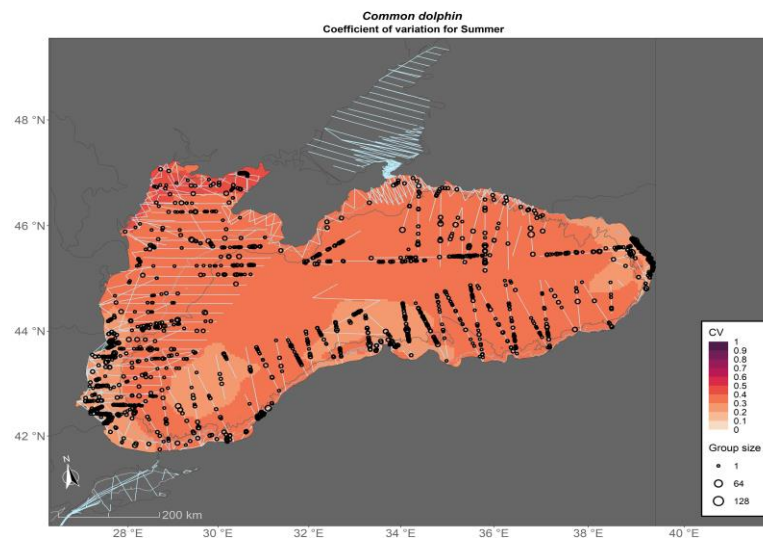 Common dolphin
Coefficient of variation for Summer
48 °N
46 °N
44 °N
42 °N
CV
1
0.9
0.8
0.7
0.6
0.5
0.4
0.3
0.2
0.1
0
Group size
1
64
128
N
200 km
28 °E 30 °E 32 °E 34 °E 36 °E 38 °E 40 °E